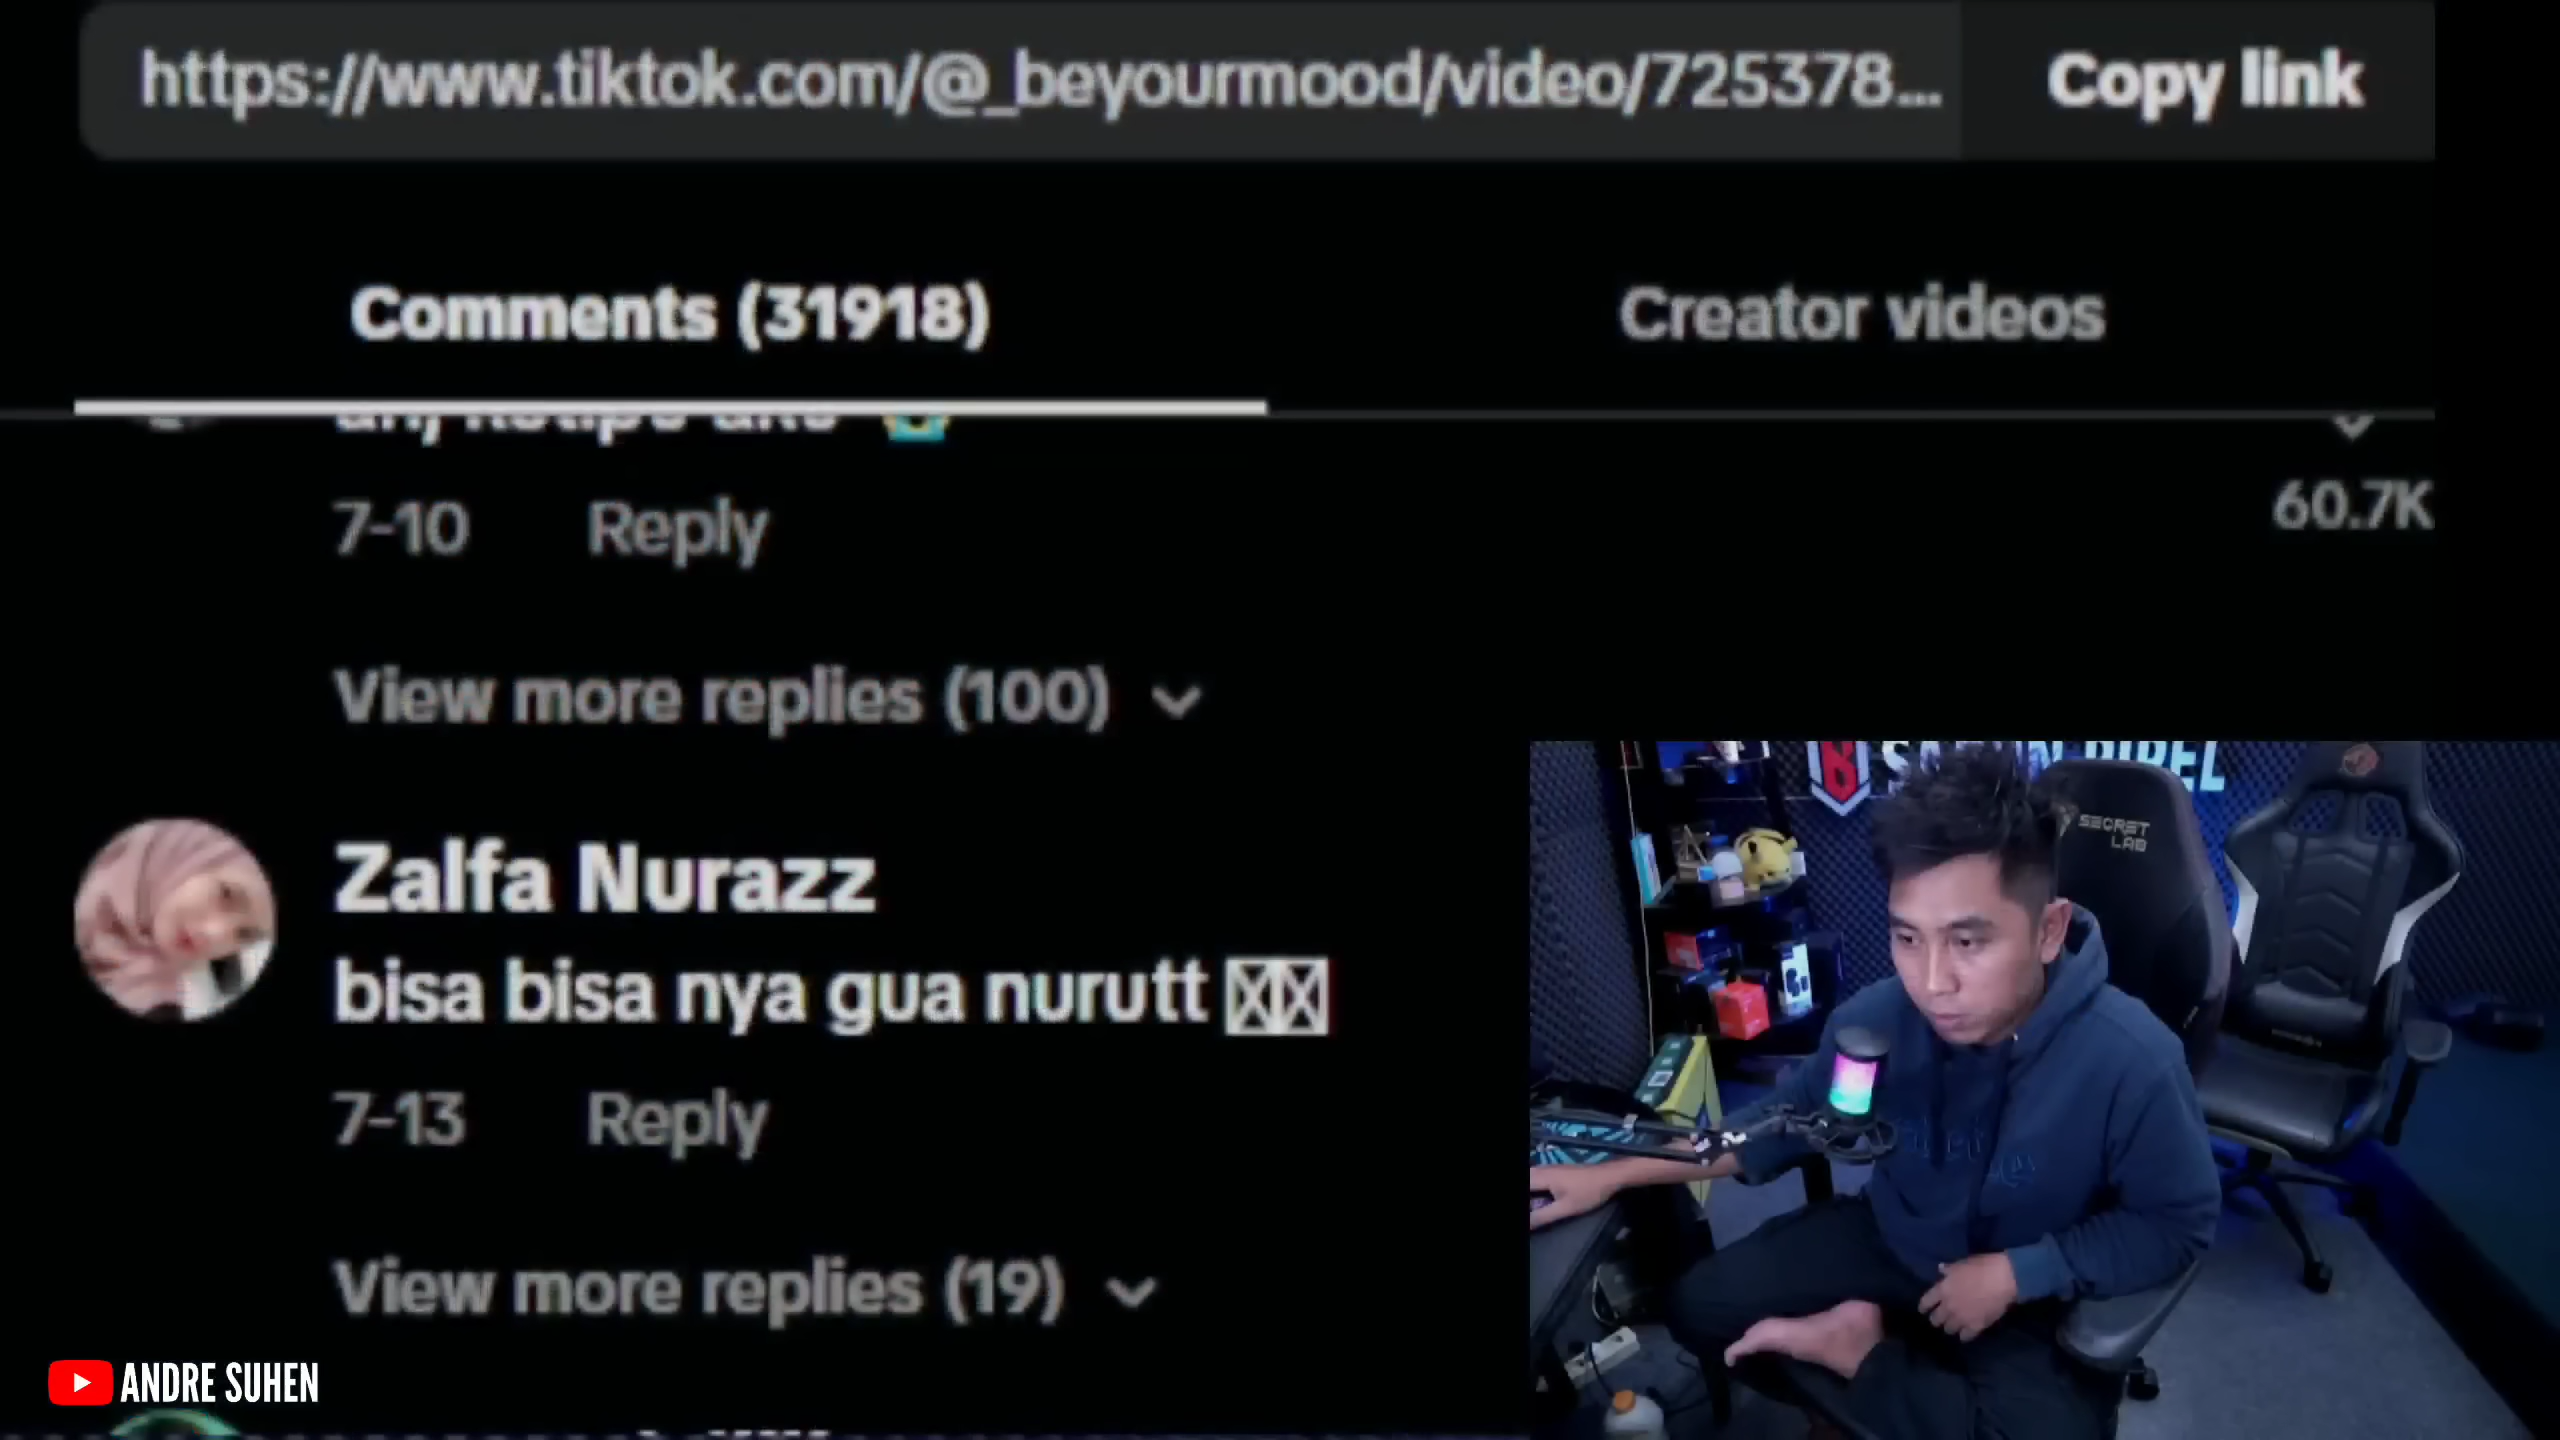 https://www.tiktok.com/@_beyourmood/video/725378...
Copy link
Comments (31918)
Creator videos
7-10 Reply
60.7K
View more replies (100)
Zalfa Nurazz
bisa bisa nya gua nurutt
7-13 Reply
View more replies (19)
SECRET
LAB
ANDRE SUHEN